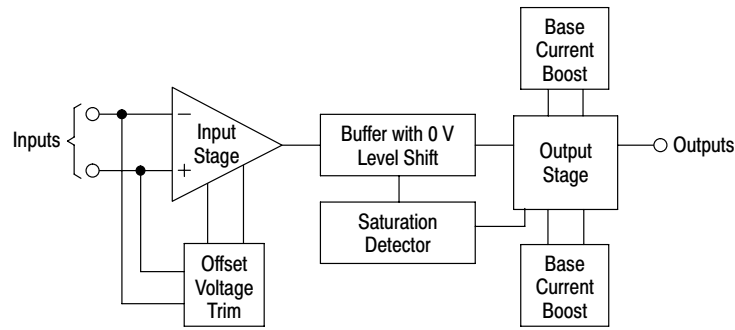 Base
Current
Boost
Inputs
−
+
Input
Stage
Buffer with 0 V
Level Shift
Output
Stage
Outputs
Saturation
Detector
Offset
Voltage
Trim
Base
Current
Boost